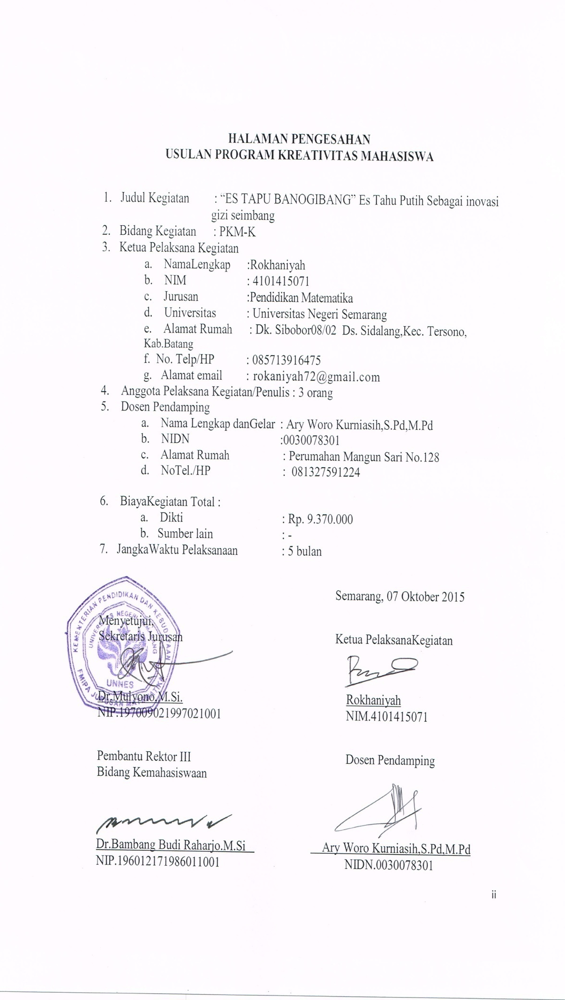 HALAMAN PENGESAHAN
USULAN PROGRAM KREATIVITAS MAHASISWA
1. Judul Kegiatan : “ES TAPU BANOGIBANG” Es Tahu Putih Sebagai inovasi
gizi seimbang
2. Bidang Kegiatan : PKM-K
3. Ketua Pelaksana Kegiatan
a. NamaLengkap :Rokhaniyah
b. NIM : 4101415071
c. Jurusan :Pendidikan Matematika
d. Universitas : Universitas Negeri Semarang
e. Alamat Rumah : Dk. Sibobor08/02 Ds. Sidalang,Kec. Tersono,
Kab.Batang
f. No. Telp/HP : 085713916475
g. Alamat email : rokaniyah72@gmail.com
4. Anggota Pelaksana Kegiatan/Penulis : 3 orang
5. Dosen Pendamping
a. Nama Lengkap danGelar : Ary Woro Kurniasih,S.Pd,M.Pd
b. NIDN :0030078301
c. Alamat Rumah : Perumahan Mangun Sari No.128
d. NoTel./HP : 081327591224
6. BiayaKegiatan Total :
a. Dikti : Rp. 9.370.000
b. Sumber lain : -
7. JangkaWaktu Pelaksanaan : 5 bulan
Semarang, 07 Oktober 2015
Menyetujui,
Sekretaris Jurusan
Ketua PelaksanaKegiatan
KEMENTERIAN PENDIDIKAN DAN KEBUDAYAAN
UNIVERSITAS NEGERI SEMARANG
UNNES
FMIPA JURUSAN MATEMATIKA
Dr.Mulyono,M.Si.
NIP.197009021997021001
Rokhaniyah
NIM.4101415071
Pembantu Rektor III
Bidang Kemahasiswaan
Dosen Pendamping
Dr.Bambang Budi Raharjo.M.Si
NIP.196012171986011001
Ary Woro Kurniasih,S.Pd,M.Pd
NIDN.0030078301
ii